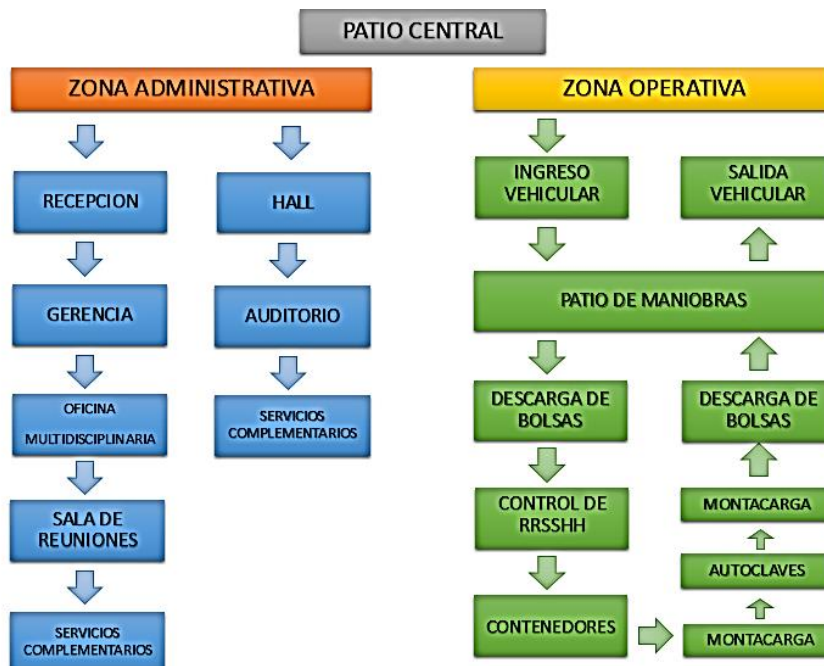 PATIO CENTRAL
ZONA ADMINISTRATIVA
RECEPCION
GERENCIA
OFICINA
MULTIDISCIPLINARIA
SALA DE
REUNIONES
SERVICIOS
COMPLEMENTARIOS
HALL
AUDITORIO
SERVICIOS
COMPLEMENTARIOS
ZONA OPERATIVA
INGRESO
VEHICULAR
PATIO DE MANIOBRAS
DESCARGA DE
BOLSAS
CONTROL DE
RRSSHH
CONTENEDORES
MONTACARGA
AUTOCLAVES
MONTACARGA
DESCARGA DE
BOLSAS
SALIDA
VEHICULAR